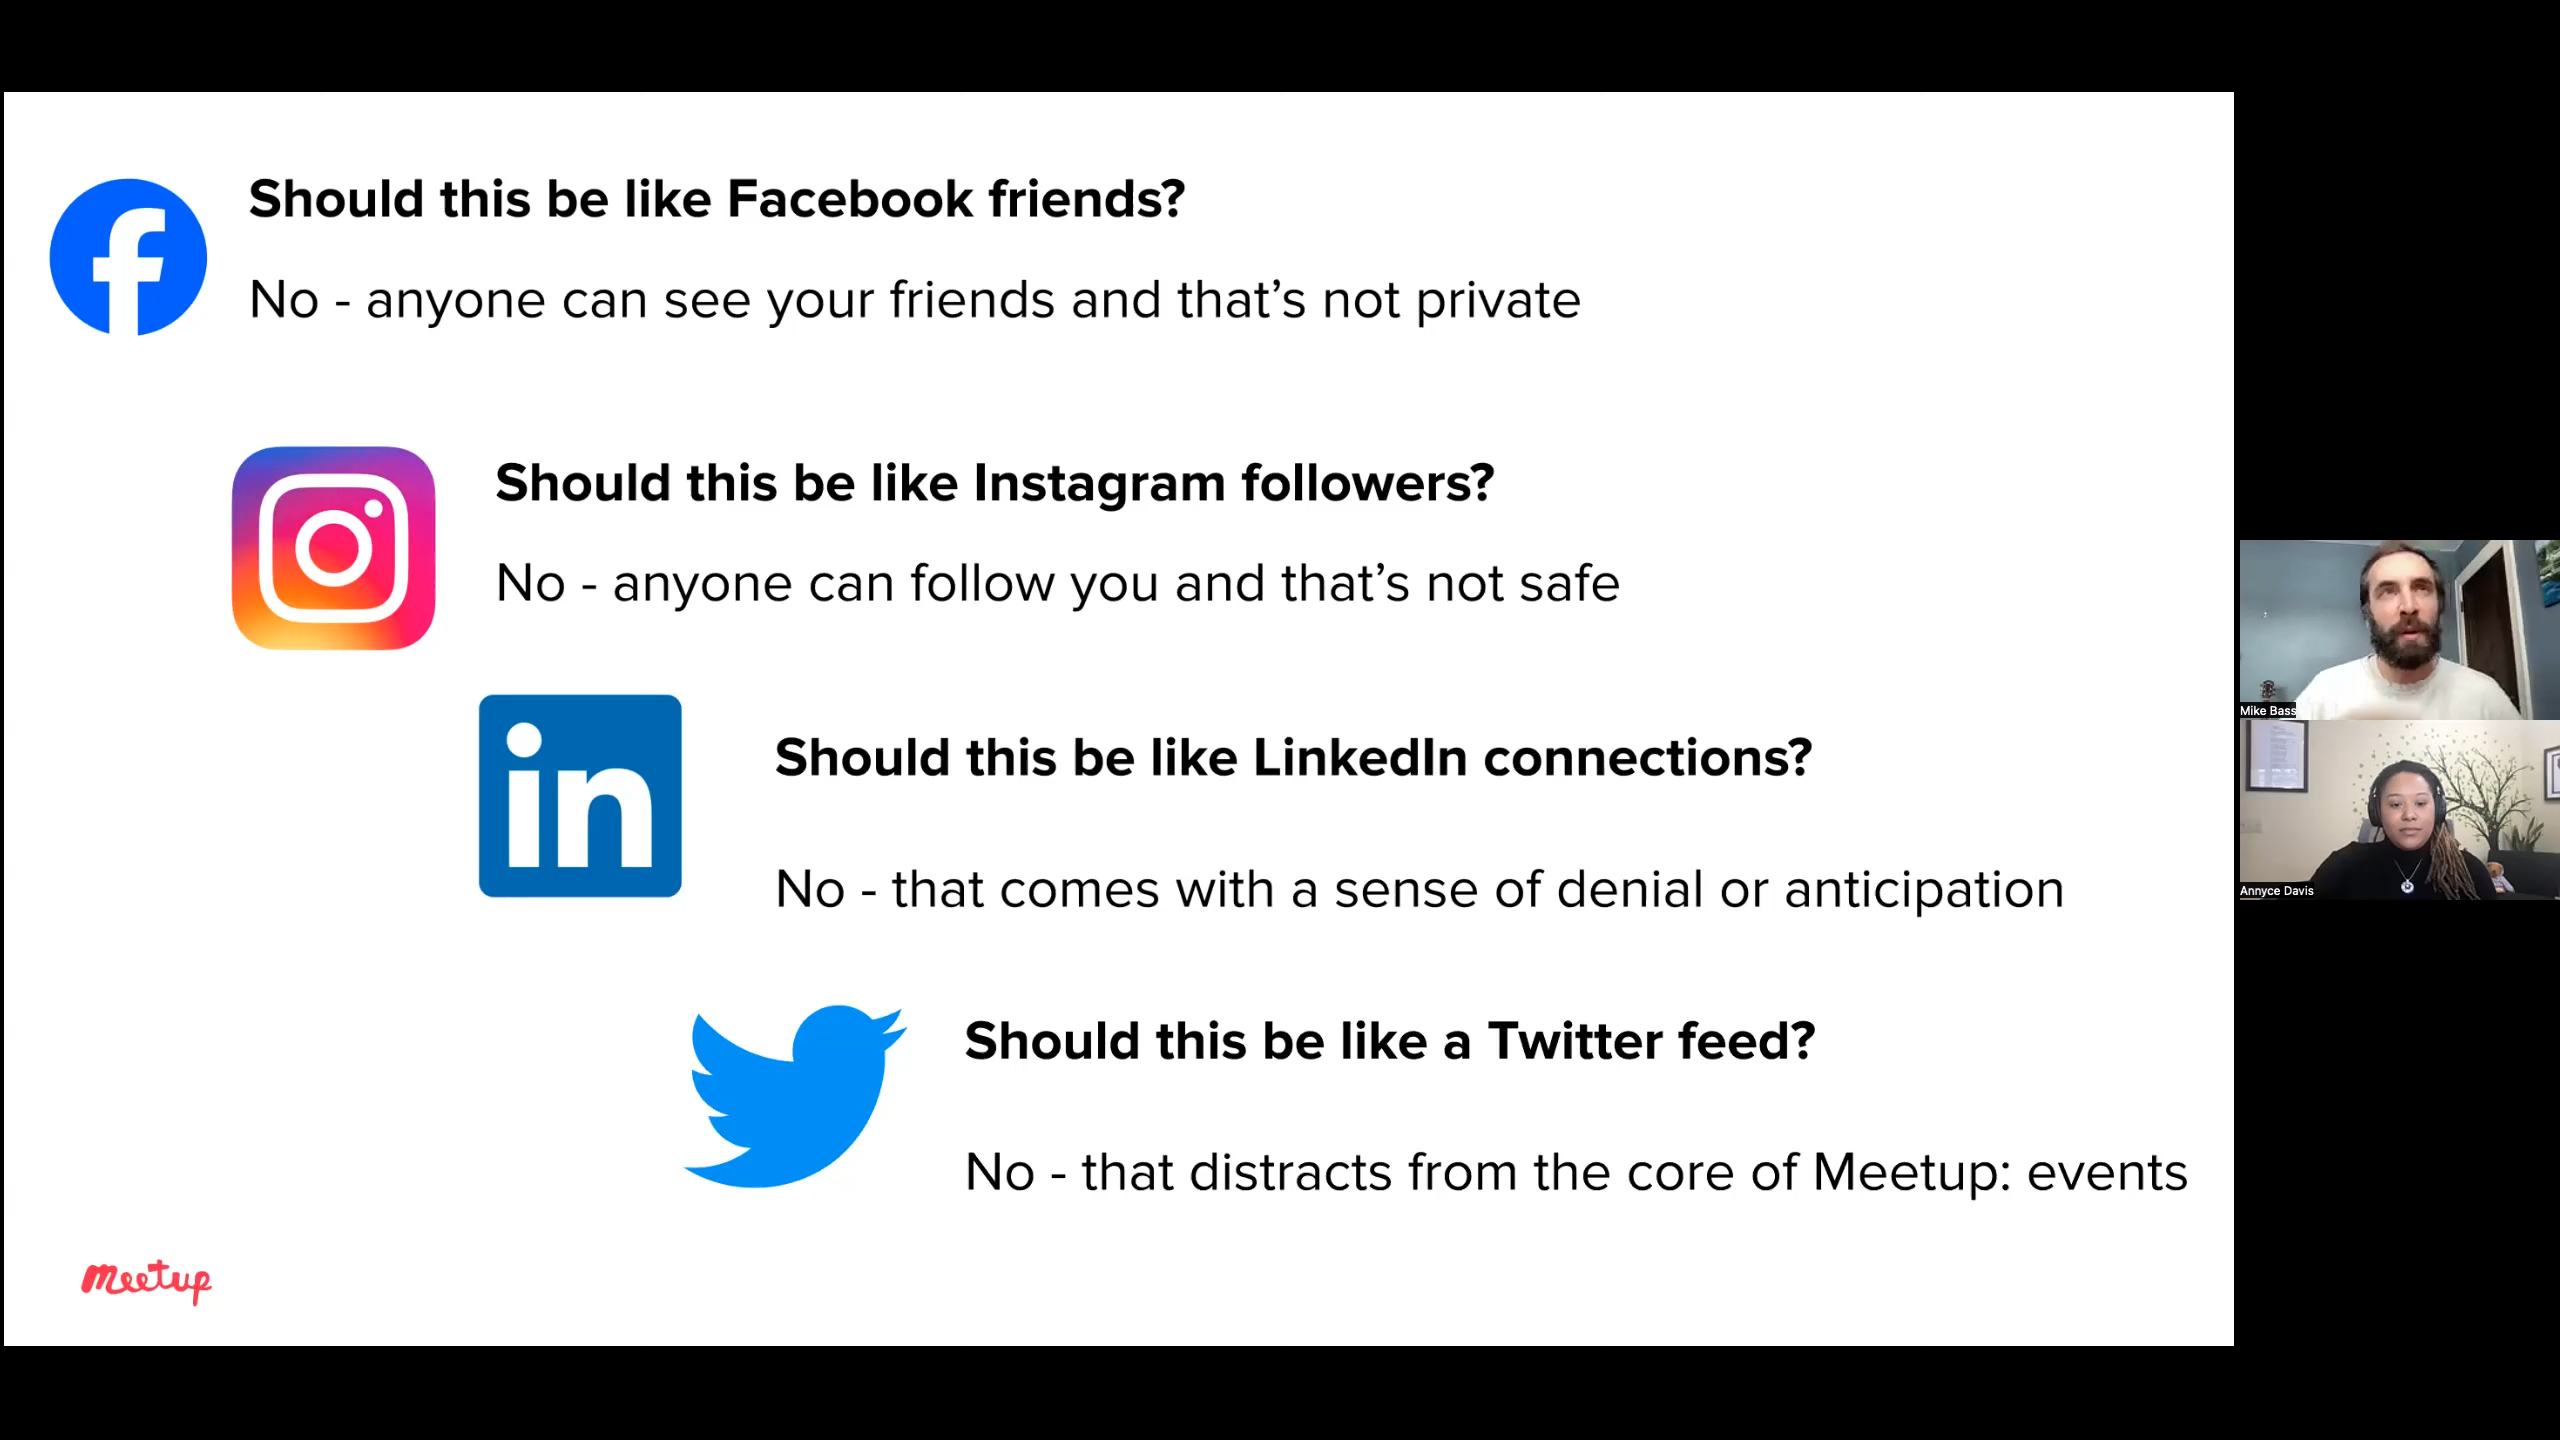 Should this be like Facebook friends?
No - anyone can see your friends and that’s not private
Should this be like Instagram followers?
No - anyone can follow you and that’s not safe
in
Should this be like LinkedIn connections?
No - that comes with a sense of denial or anticipation
Should this be like a Twitter feed?
No - that distracts from the core of Meetup: events
meetup
Mike Bass
Annyce Davis